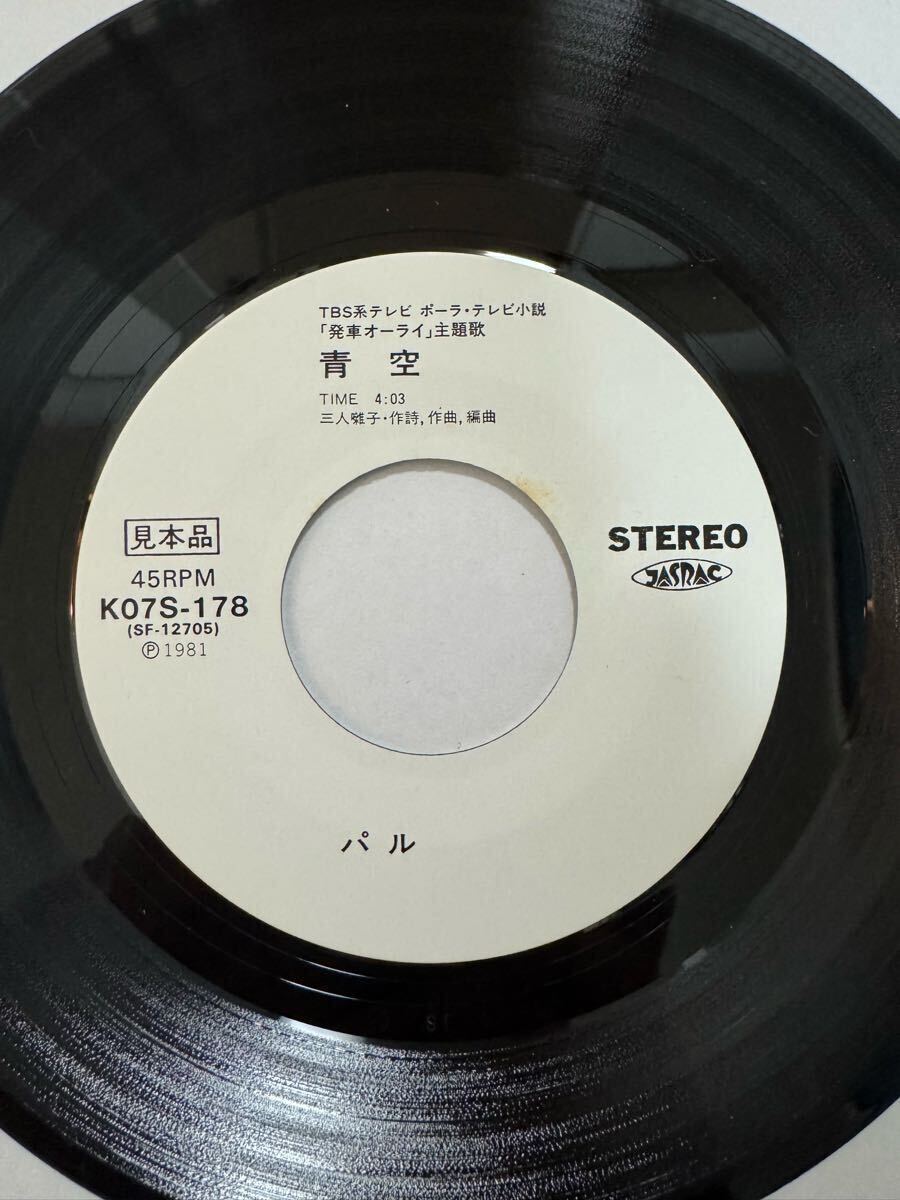 TBS系テレビ ポーラ・テレビ小説
「発車オーライ」主題歌
青 空
TIME 4:03
三人囃子・作詩,作曲,編曲
見本品
45RPM
K07S-178
(SF-12705)
Ⓟ1981
STEREO
JASRAC
パル